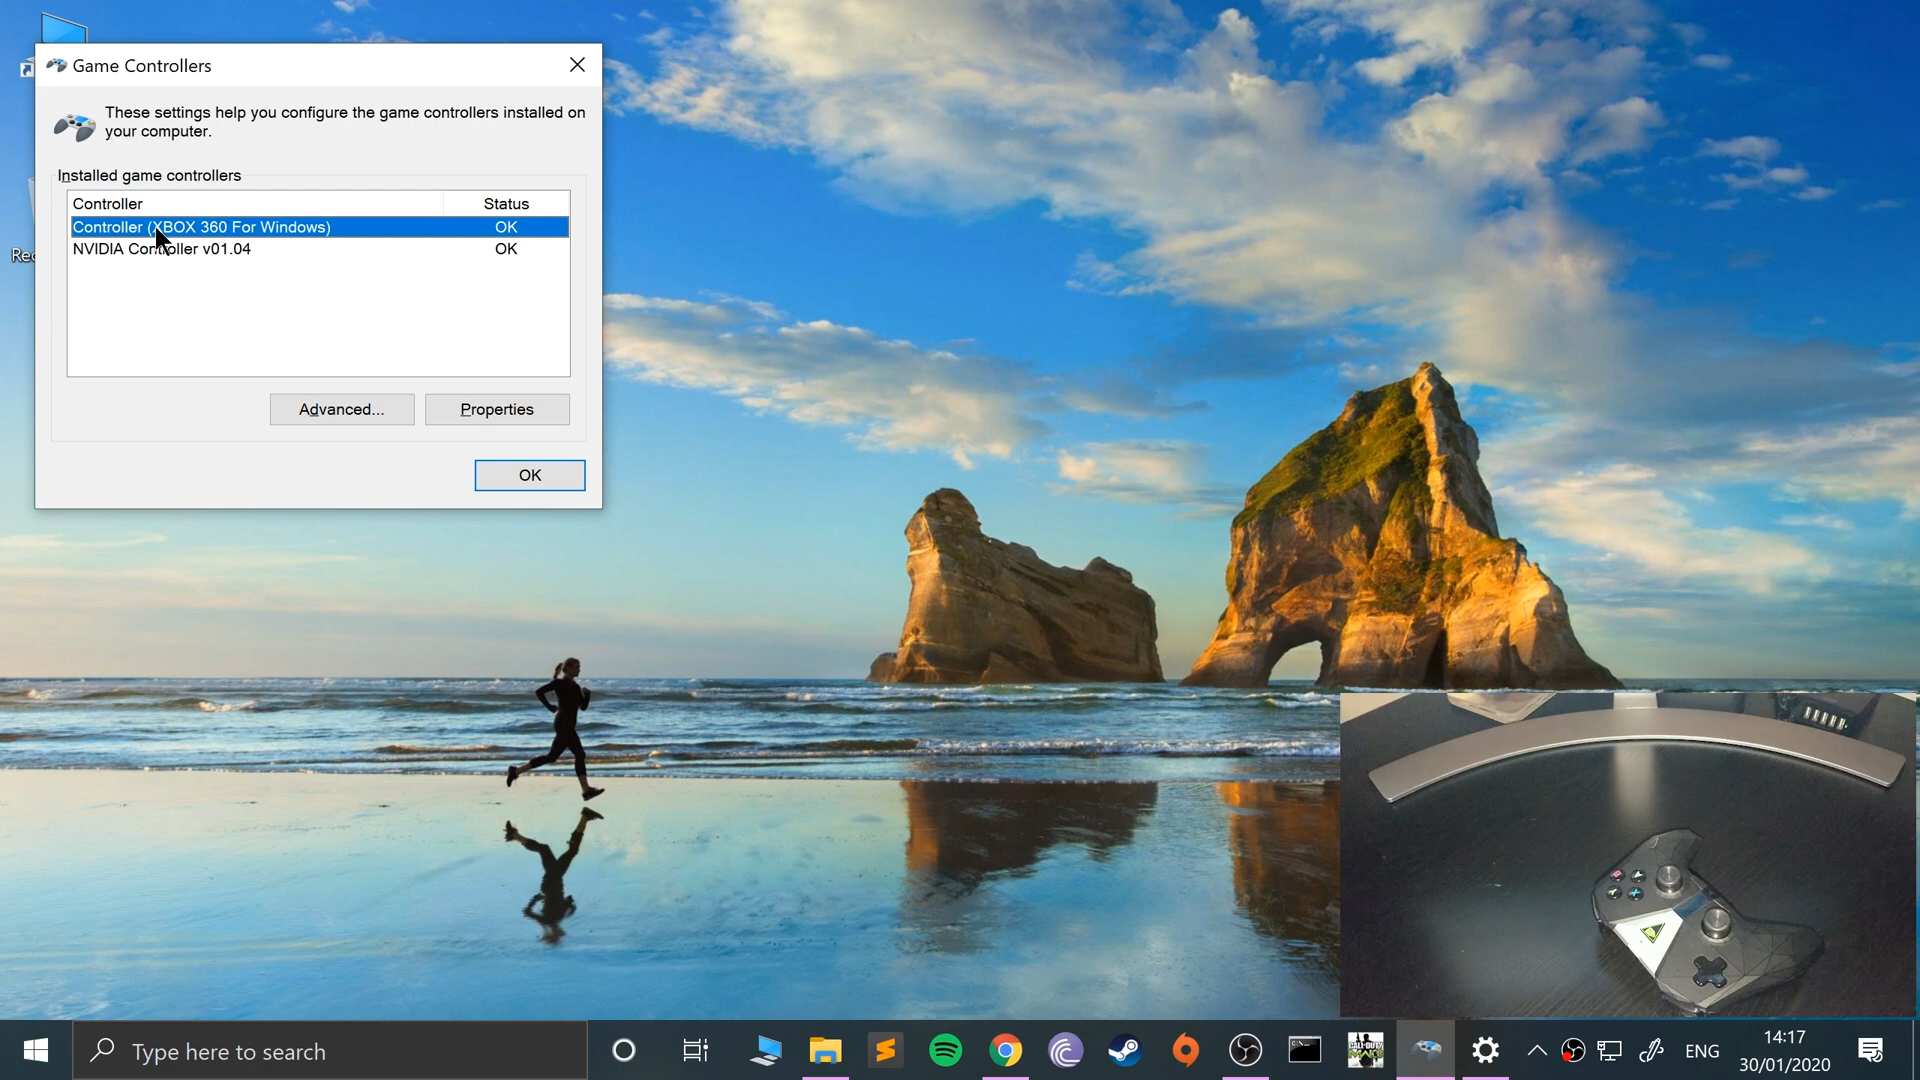 Game Controllers
These settings help you configure the game controllers installed on
your computer.
Installed game controllers
Controller
Status
Controller (XBOX 360 For Windows)
OK
NVIDIA Controller v01.04
OK
Advanced...
Properties
OK
Type here to search
ENG
14:17
30/01/2020